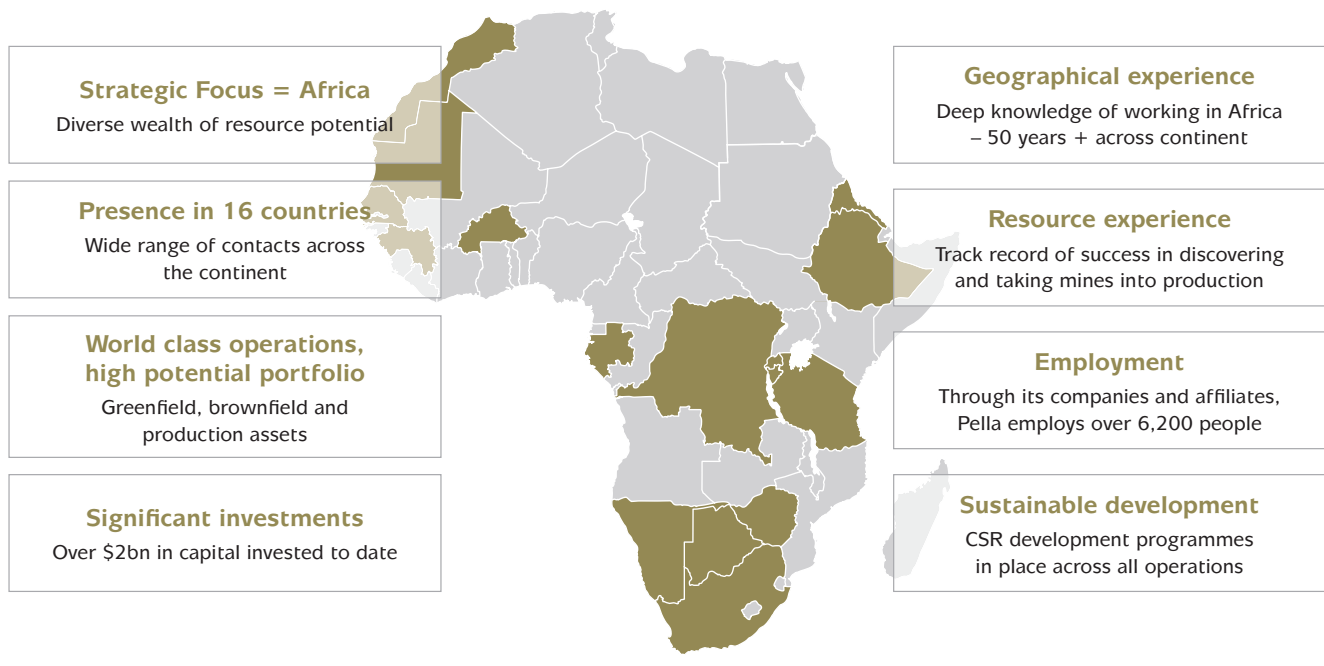 Strategic Focus = Africa
Diverse wealth of resource potential
Presence in 16 countries
Wide range of contacts across
the continent
World class operations,
high potential portfolio
Greenfield, brownfield and
production assets
Significant investments
Over $2bn in capital invested to date
Geographical experience
Deep knowledge of working in Africa
– 50 years + across continent
Resource experience
Track record of success in discovering
and taking mines into production
Employment
Through its companies and affiliates,
Pella employs over 6,200 people
Sustainable development
CSR development programmes
in place across all operations